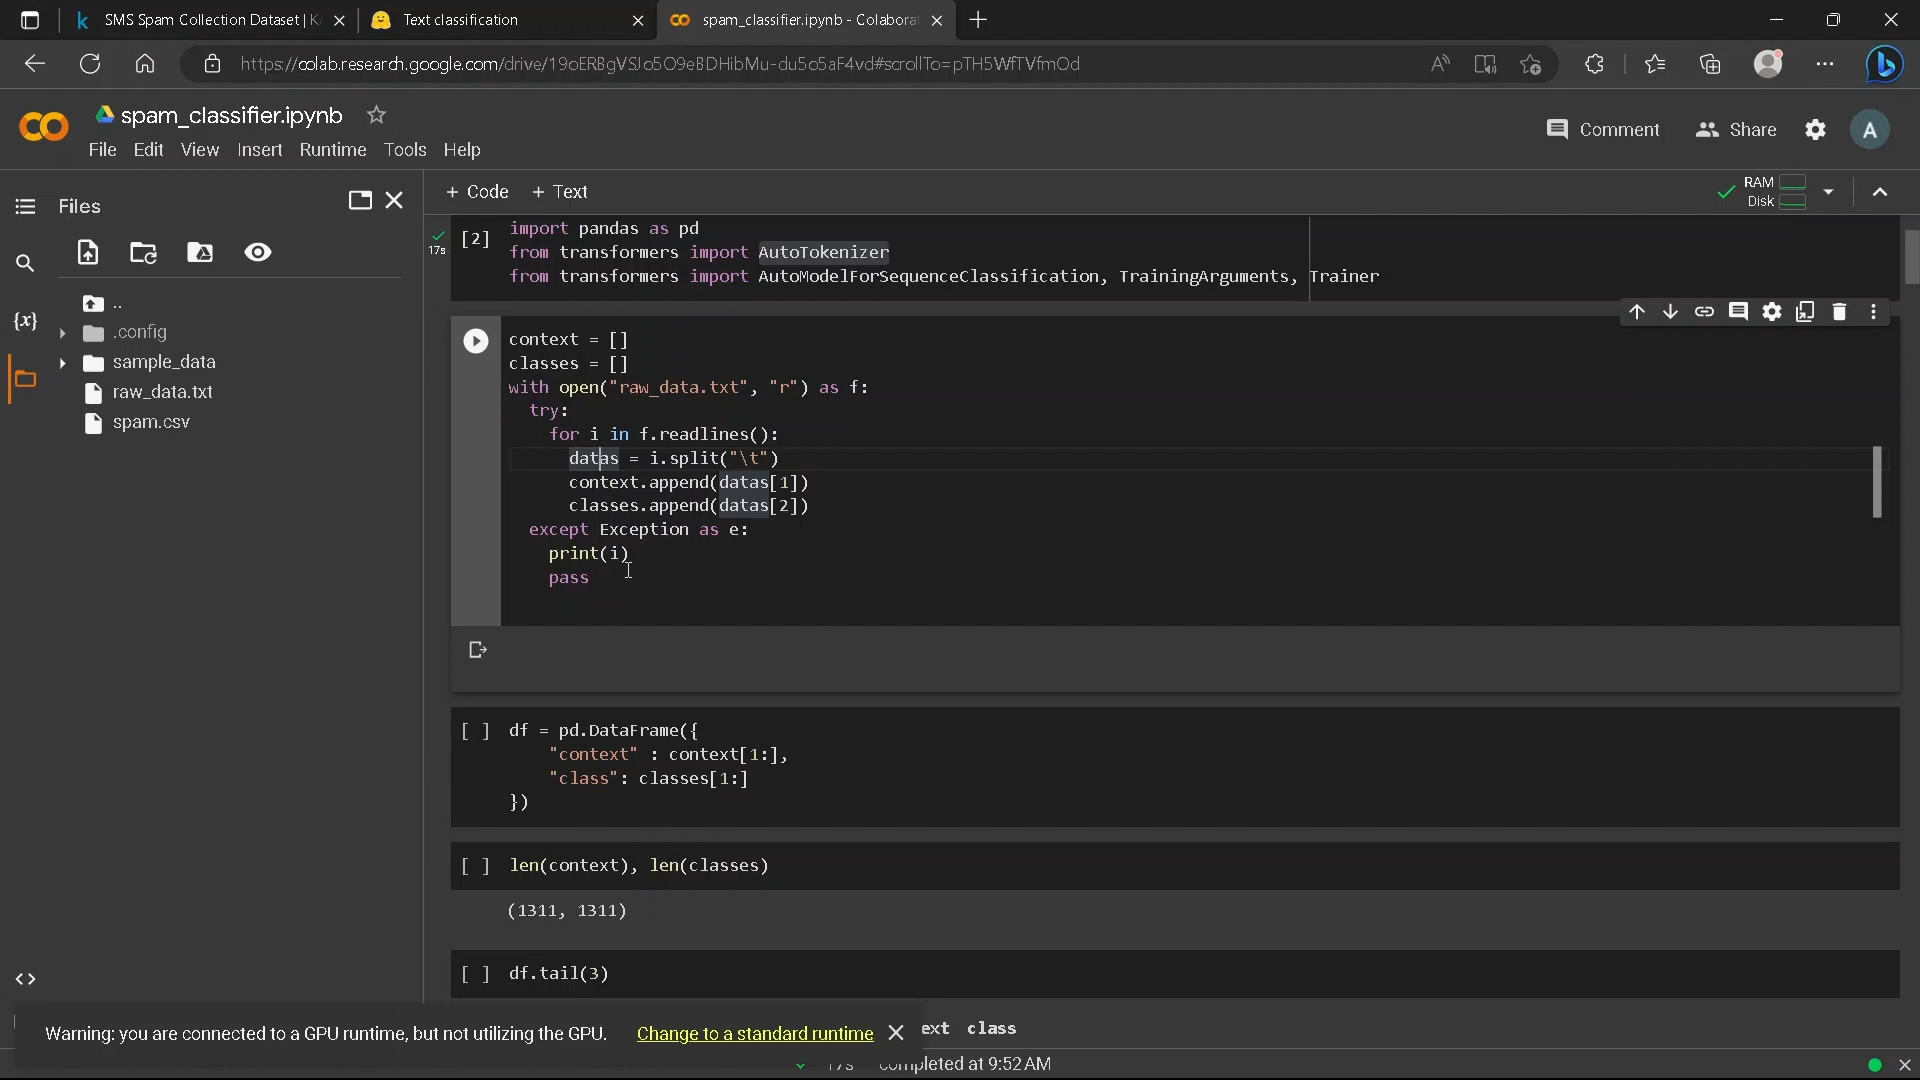 SMS Spam Collection Dataset | K
Text classification
spam_classifier.ipynb - Colabora
https://colab.research.google.com/drive/19oERBgVSJo5O9eBDHibMu-du5o5aF4vd#scrollTo=pTH5WfTVfmOd
spam_classifier.ipynb
File Edit View Insert Runtime Tools Help
Comment
Share
A
Files
+ Code + Text
RAM
Disk
..
.config
sample_data
raw_data.txt
spam.csv
17s
[2]
import pandas as pd
from transformers import AutoTokenizer
from transformers import AutoModelForSequenceClassification, TrainingArguments, Trainer
context = []
classes = []
with open("raw_data.txt", "r") as f:
try:
for i in f.readlines():
datas = i.split("\t")
context.append(datas[1])
classes.append(datas[2])
except Exception as e:
print(i)
pass
[ ] df = pd.DataFrame({
"context" : context[1:],
"class": classes[1:]
})
[ ] len(context), len(classes)
(1311, 1311)
[ ] df.tail(3)
ext class
Warning: you are connected to a GPU runtime, but not utilizing the GPU. Change to a standard runtime
17s completed at 9:52 AM